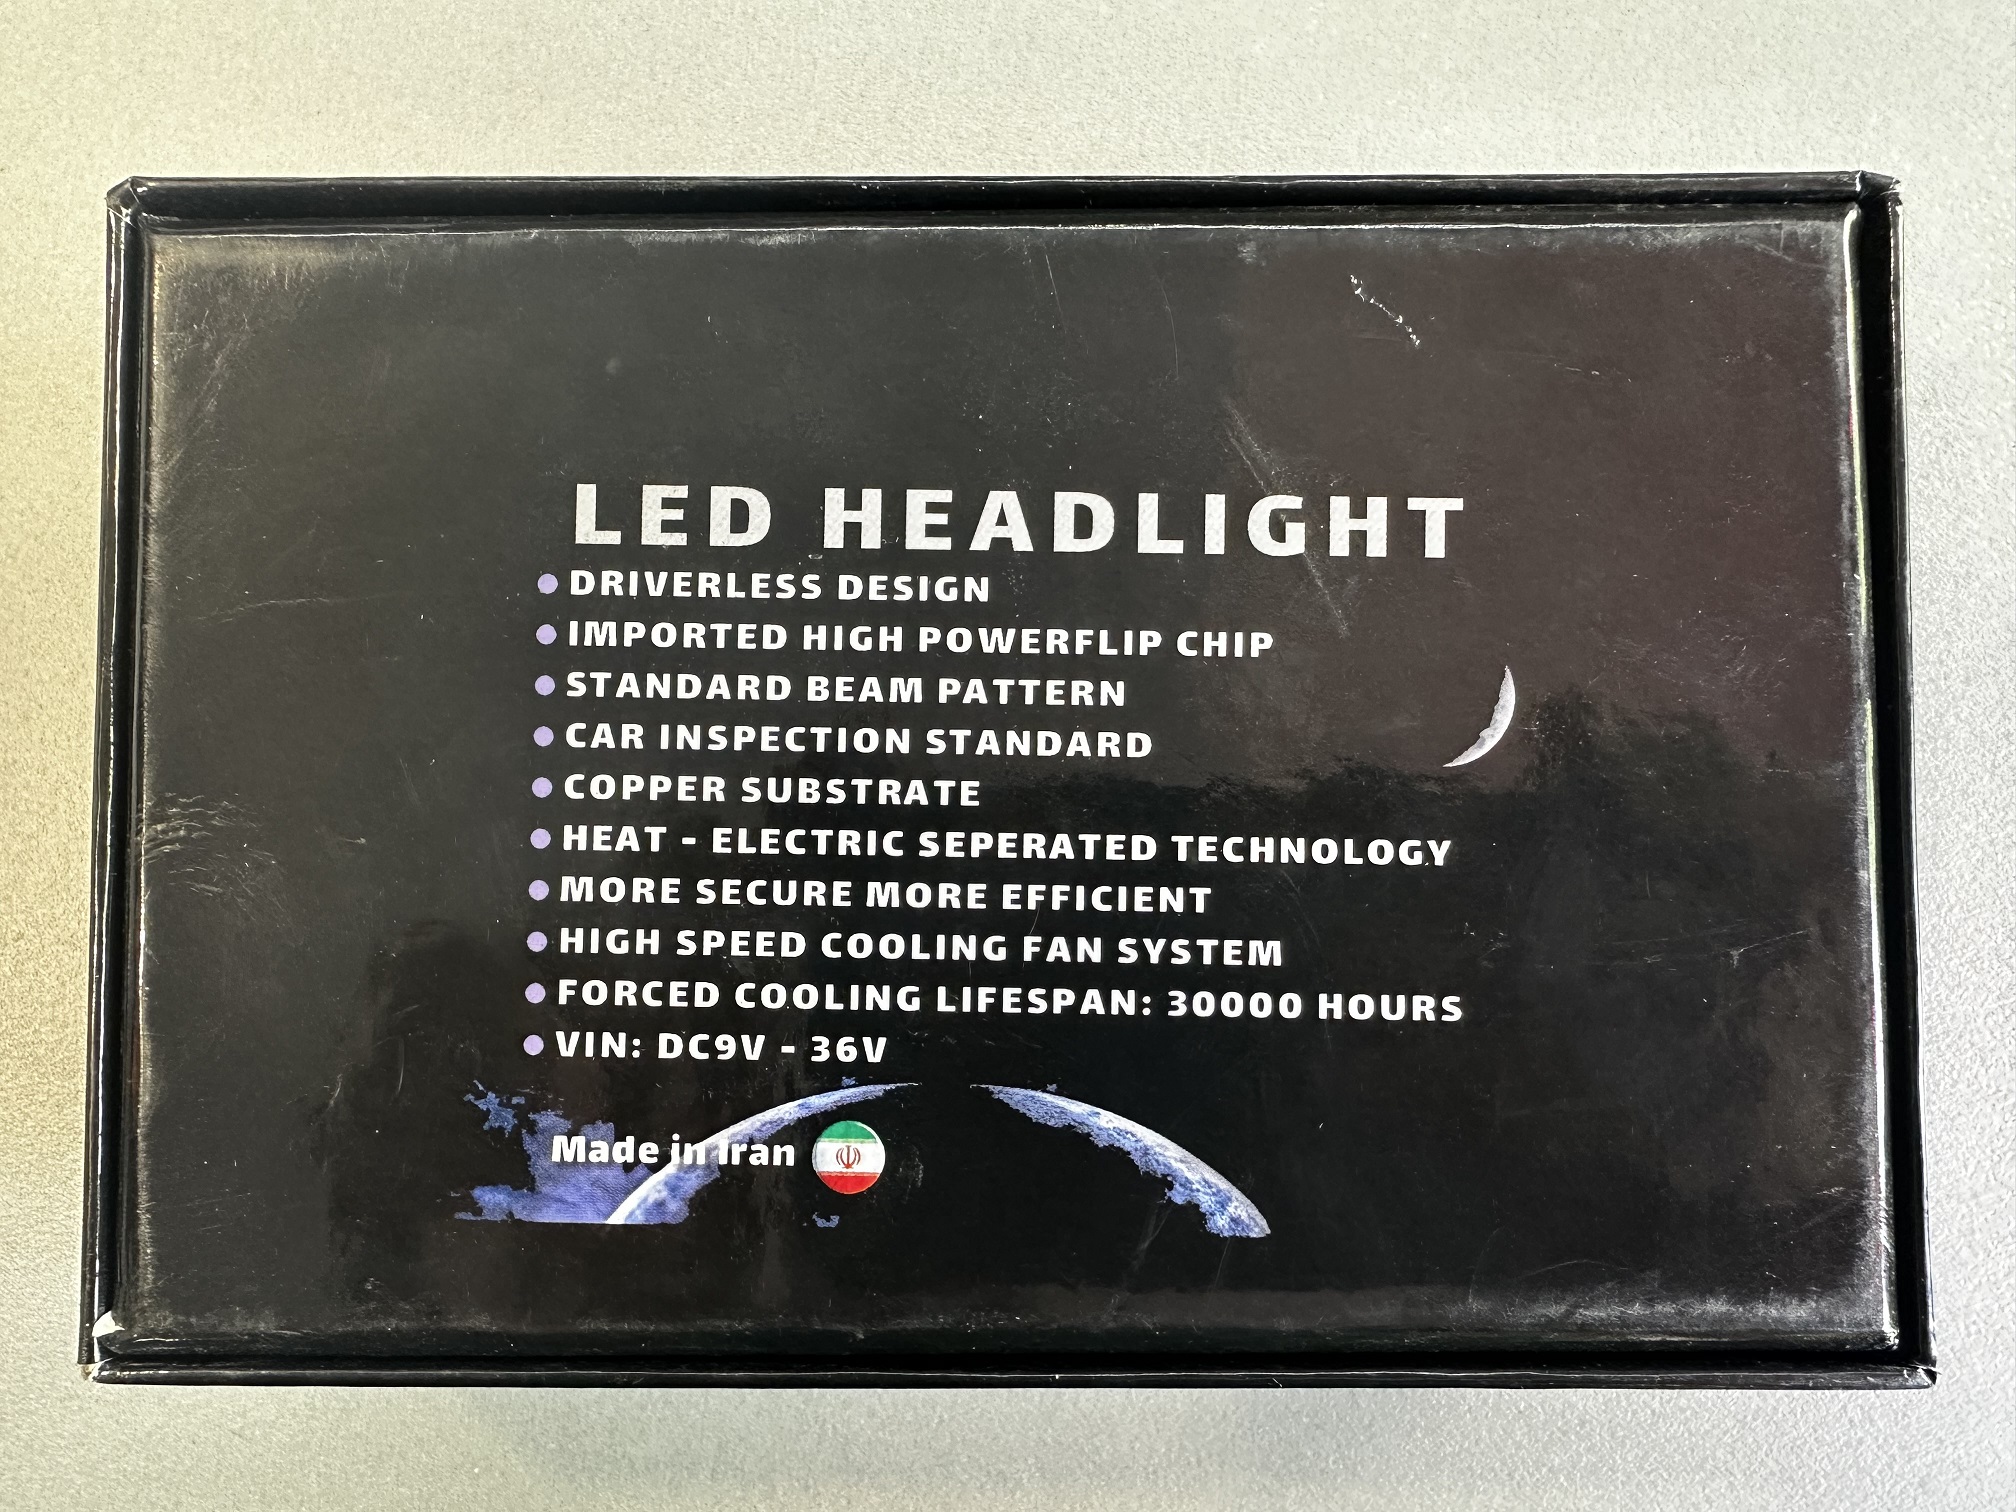 LED HEADLIGHT
DRIVERLESS DESIGN
IMPORTED HIGH POWERFLIP CHIP
STANDARD BEAM PATTERN
CAR INSPECTION STANDARD
COPPER SUBSTRATE
HEAT - ELECTRIC SEPERATED TECHNOLOGY
MORE SECURE MORE EFFICIENT
HIGH SPEED COOLING FAN SYSTEM
FORCED COOLING LIFESPAN: 30000 HOURS
VIN: DC9V - 36V
Made in Iran